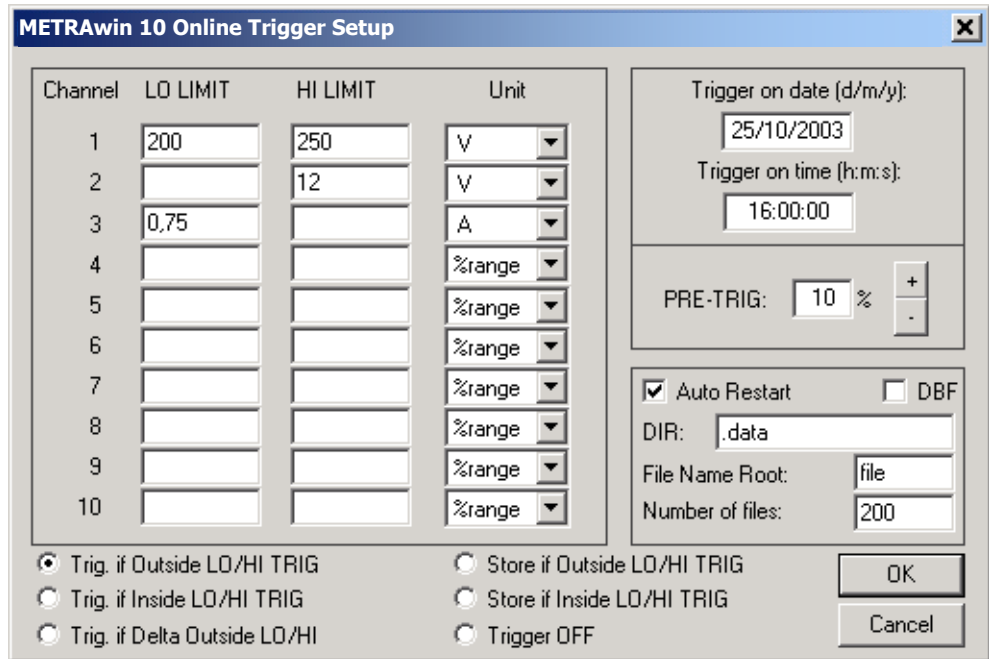 METRAwin 10 Online Trigger Setup
Channel LO LIMIT HI LIMIT Unit
1 200 250 V
2 12 V
3 0,75 A
4 %range
5 %range
6 %range
7 %range
8 %range
9 %range
10 %range
Trigger on date (d/m/y):
25/10/2003
Trigger on time (h:m:s):
16:00:00
PRE-TRIG: 10 % + -
Auto Restart DBF
DIR: .data
File Name Root: file
Number of files: 200
Trig. if Outside LO/HI TRIG
Trig. if Inside LO/HI TRIG
Trig. if Delta Outside LO/HI
Store if Outside LO/HI TRIG
Store if Inside LO/HI TRIG
Trigger OFF
OK
Cancel